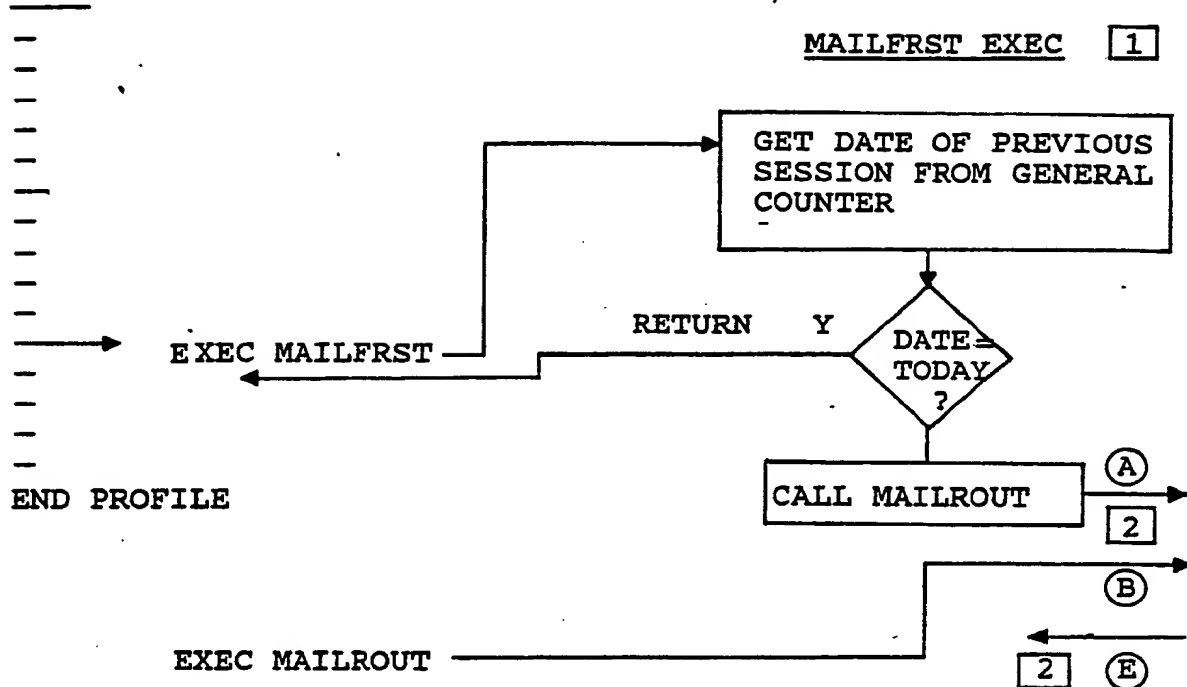 MAILFRST EXEC 1
GET DATE OF PREVIOUS
SESSION FROM GENERAL
COUNTER
RETURN Y
DATE=
TODAY
?
EXEC MAILFRST
CALL MAILROUT
A
2
END PROFILE
B
EXEC MAILROUT
2 E